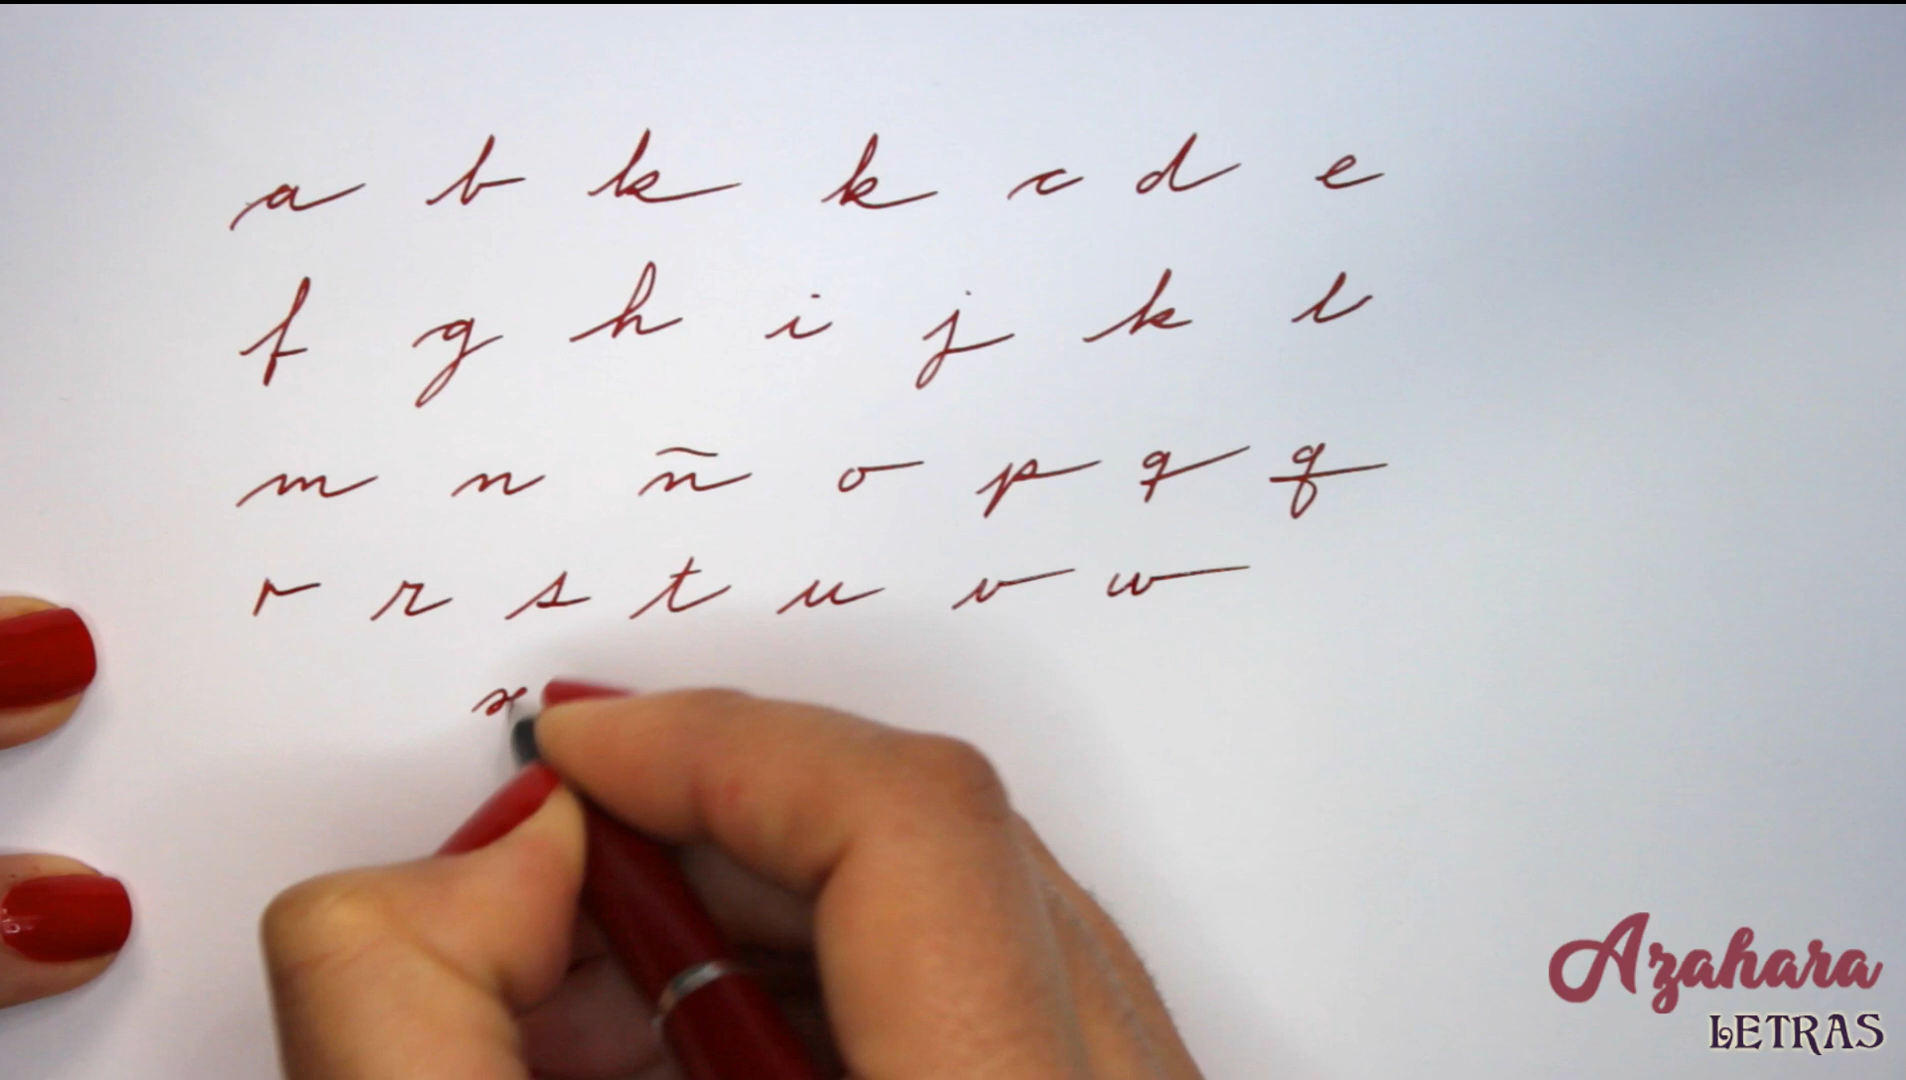 a b k k c d e
f g h i j k l
m n ñ o p q q
r r s t u v w
x
Azahara
LETRAS